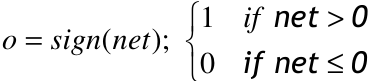 o = sign(net); { 1 if net > 0
0 if net ≤ 0